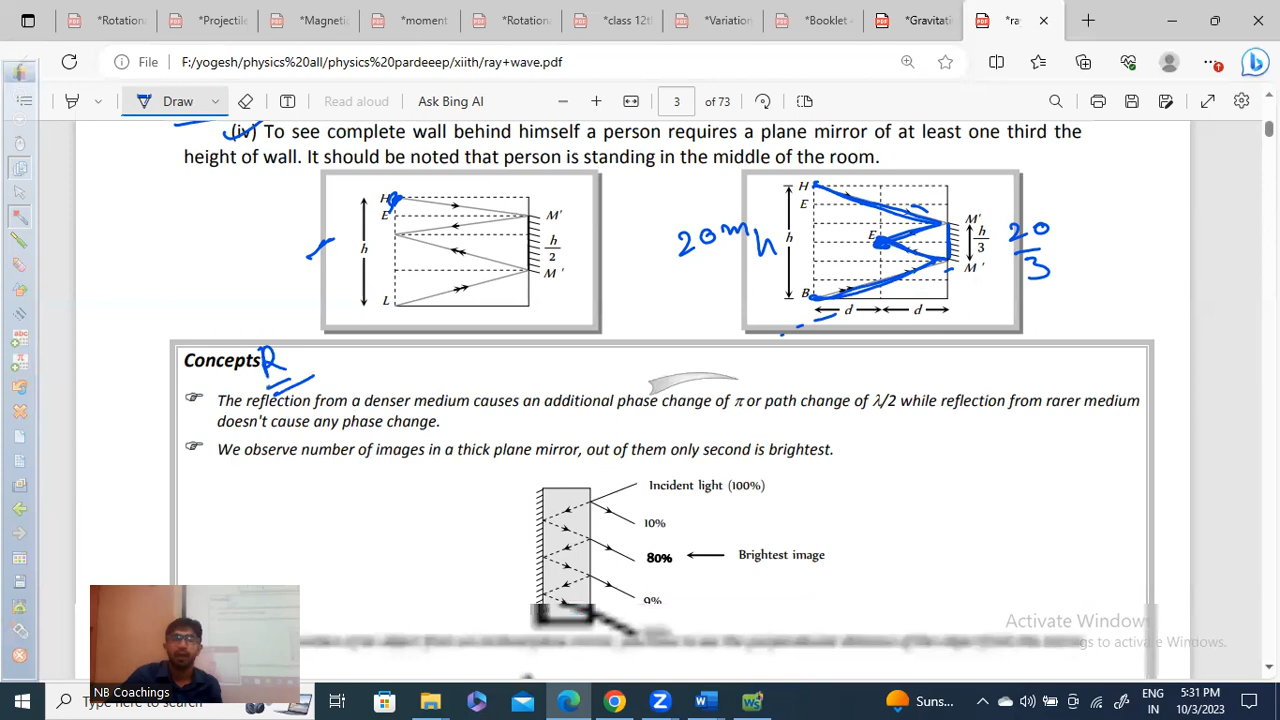 *Rotation
*Projectile
*Magnetic
*moment
*Rotation
*class 12th
*Variation
*Booklet
*Gravitati
*ra
File F:/yogesh/physics%20all/physics%20pardeeep/xiith/ray+wave.pdf
Draw
Read aloud
Ask Bing AI
3 of 73
(iv) To see complete wall behind himself a person requires a plane mirror of at least one third the
height of wall. It should be noted that person is standing in the middle of the room.
H
E
h
L
M'
h
2
M'
20 m h
H
E
h
E
B
d d
M'
h
3
M'
20
3
Concepts R
☞ The reflection from a denser medium causes an additional phase change of π or path change of λ/2 while reflection from rarer medium
doesn't cause any phase change.
☞ We observe number of images in a thick plane mirror, out of them only second is brightest.
Incident light (100%)
10%
80% Brightest image
9%
Activate Window
to activate Windows.
NB Coachings
here to search
Suns...
ENG
IN
5:31 PM
10/3/2023